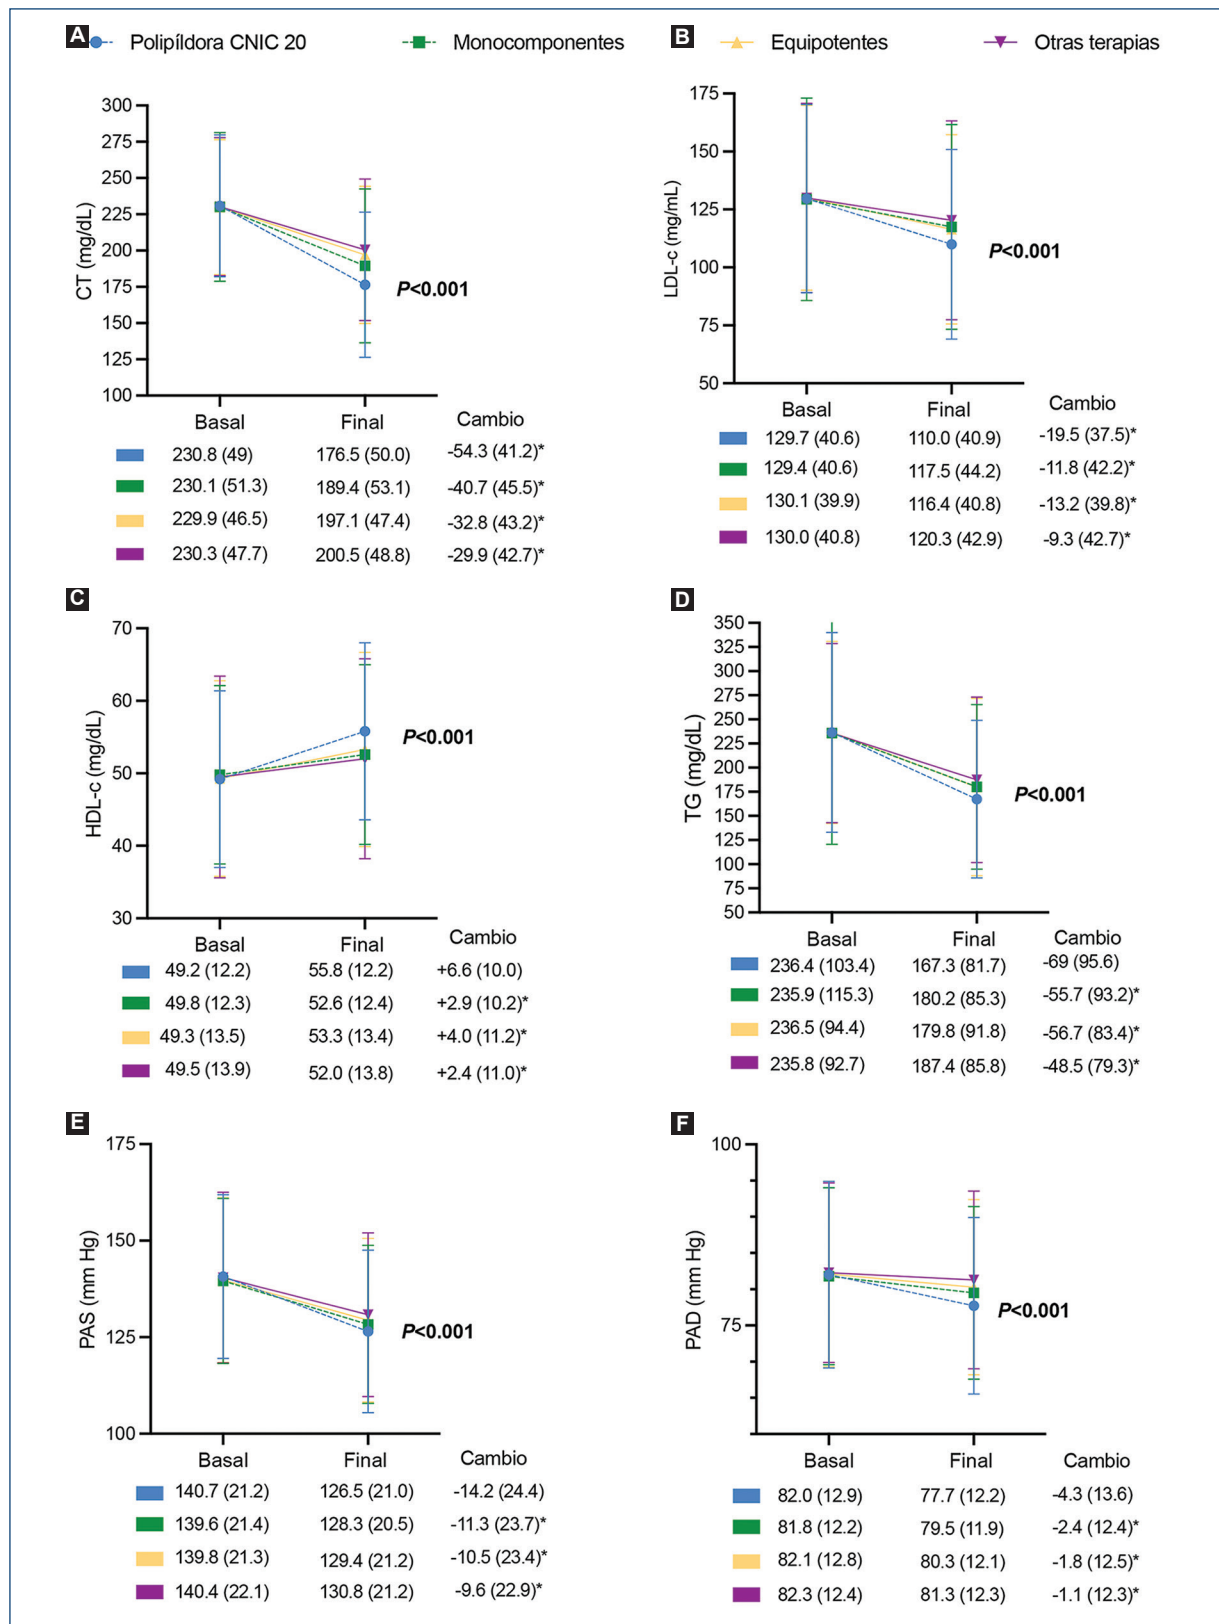 A Polipíldora CNIC 20 Monocomponentes B Equipotentes Otras terapias
300
275
250
225
200
175
150
125
100
CT (mg/dL)
P<0.001
Basal Final Cambio
230.8 (49) 176.5 (50.0) -54.3 (41.2)*
230.1 (51.3) 189.4 (53.1) -40.7 (45.5)*
229.9 (46.5) 197.1 (47.4) -32.8 (43.2)*
230.3 (47.7) 200.5 (48.8) -29.9 (42.7)*
175
150
125
100
75
50
LDL-c (mg/mL)
P<0.001
Basal Final Cambio
129.7 (40.6) 110.0 (40.9) -19.5 (37.5)*
129.4 (40.6) 117.5 (44.2) -11.8 (42.2)*
130.1 (39.9) 116.4 (40.8) -13.2 (39.8)*
130.0 (40.8) 120.3 (42.9) -9.3 (42.7)*
C
70
60
50
40
30
HDL-c (mg/dL)
P<0.001
Basal Final Cambio
49.2 (12.2) 55.8 (12.2) +6.6 (10.0)
49.8 (12.3) 52.6 (12.4) +2.9 (10.2)*
49.3 (13.5) 53.3 (13.4) +4.0 (11.2)*
49.5 (13.9) 52.0 (13.8) +2.4 (11.0)*
D
350
325
300
275
250
225
200
175
150
125
100
75
50
TG (mg/dL)
P<0.001
Basal Final Cambio
236.4 (103.4) 167.3 (81.7) -69 (95.6)
235.9 (115.3) 180.2 (85.3) -55.7 (93.2)*
236.5 (94.4) 179.8 (91.8) -56.7 (83.4)*
235.8 (92.7) 187.4 (85.8) -48.5 (79.3)*
E
175
150
125
100
PAS (mm Hg)
P<0.001
Basal Final Cambio
140.7 (21.2) 126.5 (21.0) -14.2 (24.4)
139.6 (21.4) 128.3 (20.5) -11.3 (23.7)*
139.8 (21.3) 129.4 (21.2) -10.5 (23.4)*
140.4 (22.1) 130.8 (21.2) -9.6 (22.9)*
F
100
75
PAD (mm Hg)
P<0.001
Basal Final Cambio
82.0 (12.9) 77.7 (12.2) -4.3 (13.6)
81.8 (12.2) 79.5 (11.9) -2.4 (12.4)*
82.1 (12.8) 80.3 (12.1) -1.8 (12.5)*
82.3 (12.4) 81.3 (12.3) -1.1 (12.3)*